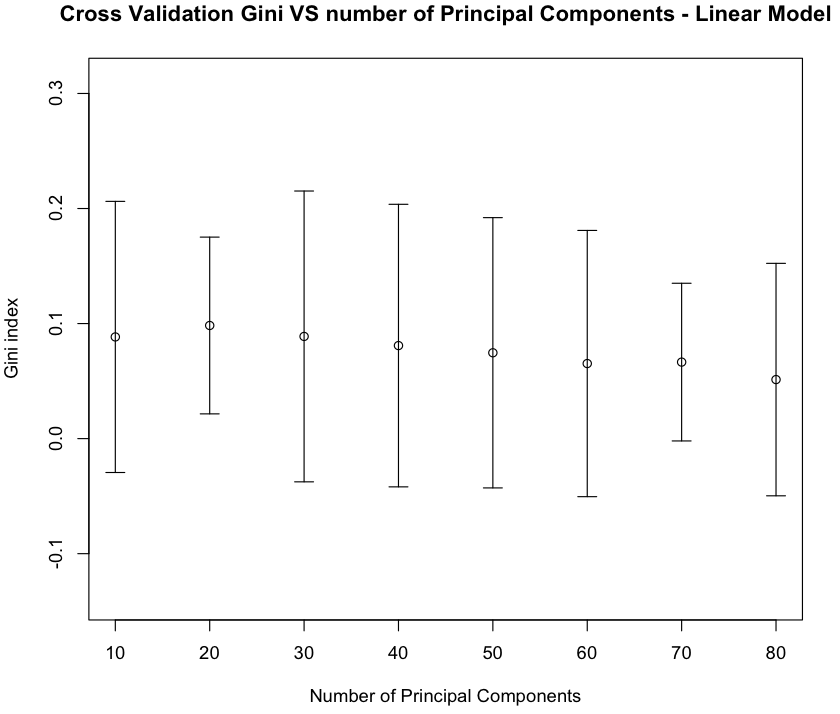 Cross Validation Gini VS number of Principal Components - Linear Model
Gini index
0.3
0.2
0.1
0.0
-0.1
10 20 30 40 50 60 70 80
Number of Principal Components